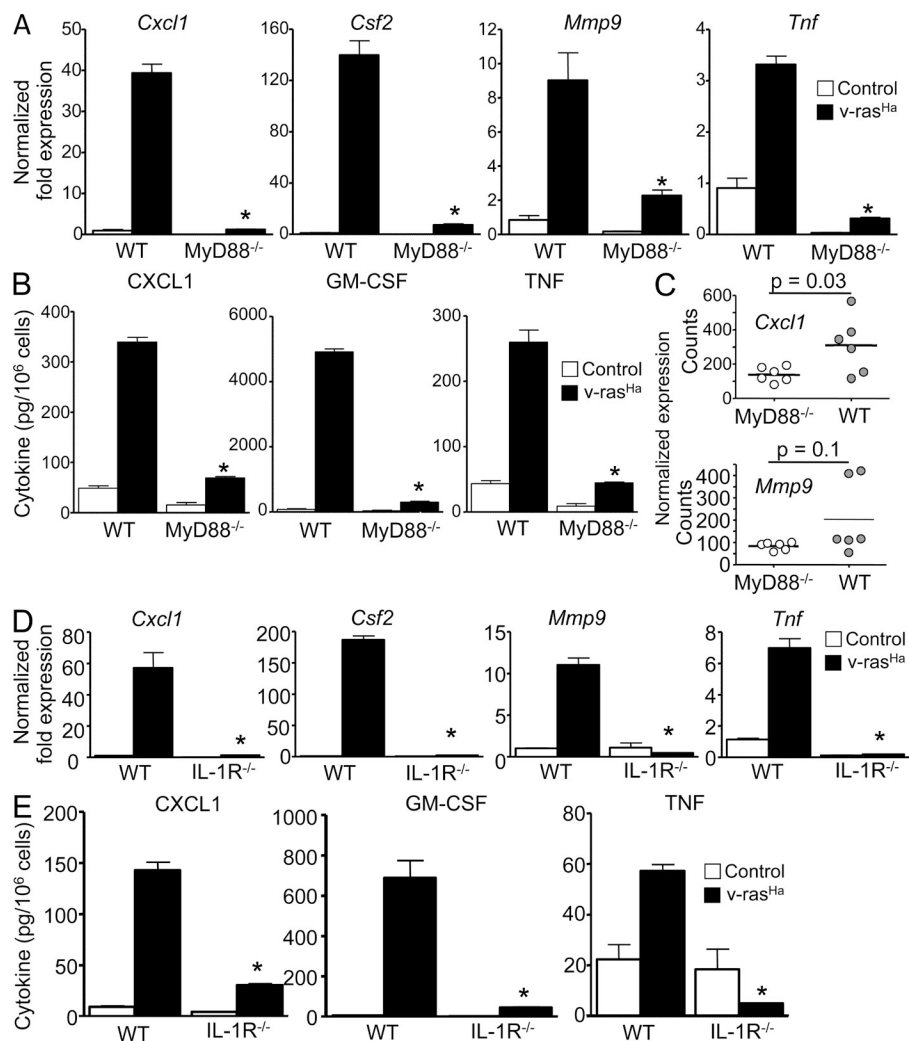 A
Cxcl1
Csf2
Mmp9
Tnf
Normalized
fold expression
50
40
30
20
10
0
160
120
80
40
0
12
10
8
6
4
2
0
4
3
2
1
0
Control
v-rasHa
*
*
*
*
WT MyD88-/-
WT MyD88-/-
WT MyD88-/-
WT MyD88-/-
B
CXCL1
GM-CSF
TNF
Cytokine (pg/10⁶ cells)
400
300
200
100
0
6000
4000
2000
0
300
200
100
0
Control
v-rasHa
*
*
*
WT MyD88-/-
WT MyD88-/-
WT MyD88-/-
C
p = 0.03
Cxcl1
Normalized expression
Counts
600
400
200
0
MyD88-/- WT
p = 0.1
Mmp9
Counts
400
300
200
100
0
MyD88-/- WT
D
Cxcl1
Csf2
Mmp9
Tnf
Normalized
fold expression
80
60
40
20
0
200
150
100
50
0
15
10
5
0
8
6
4
2
0
Control
v-rasHa
*
*
*
*
WT IL-1R-/-
WT IL-1R-/-
WT IL-1R-/-
WT IL-1R-/-
E
CXCL1
GM-CSF
TNF
Cytokine (pg/10⁶ cells)
200
150
100
50
0
1000
800
600
400
200
0
80
60
40
20
0
Control
v-rasHa
*
*
*
WT IL-1R-/-
WT IL-1R-/-
WT IL-1R-/-